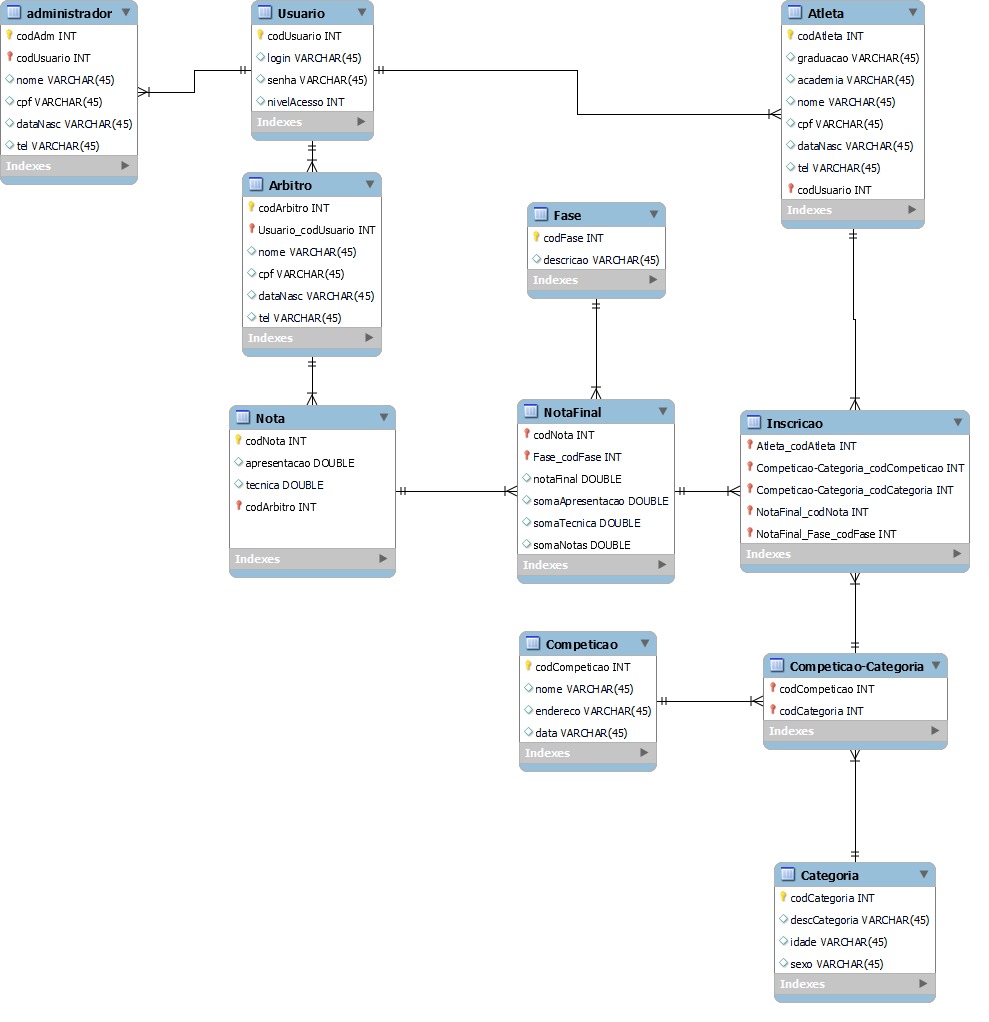 administrador
codAdm INT
codUsuario INT
nome VARCHAR(45)
cpf VARCHAR(45)
dataNasc VARCHAR(45)
tel VARCHAR(45)
Indexes
Usuario
codUsuario INT
login VARCHAR(45)
senha VARCHAR(45)
nivelAcesso INT
Indexes
Atleta
codAtleta INT
graduacao VARCHAR(45)
academia VARCHAR(45)
nome VARCHAR(45)
cpf VARCHAR(45)
dataNasc VARCHAR(45)
tel VARCHAR(45)
codUsuario INT
Indexes
Arbitro
codArbitro INT
Usuario_codUsuario INT
nome VARCHAR(45)
cpf VARCHAR(45)
dataNasc VARCHAR(45)
tel VARCHAR(45)
Indexes
Fase
codFase INT
descricao VARCHAR(45)
Indexes
Nota
codNota INT
apresentacao DOUBLE
tecnica DOUBLE
codArbitro INT
Indexes
NotaFinal
codNota INT
Fase_codFase INT
notaFinal DOUBLE
somaApresentacao DOUBLE
somaTecnica DOUBLE
somaNotas DOUBLE
Indexes
Inscricao
Atleta_codAtleta INT
Competicao-Categoria_codCompeticao INT
Competicao-Categoria_codCategoria INT
NotaFinal_codNota INT
NotaFinal_Fase_codFase INT
Indexes
Competicao
codCompeticao INT
nome VARCHAR(45)
endereco VARCHAR(45)
data VARCHAR(45)
Indexes
Competicao-Categoria
codCompeticao INT
codCategoria INT
Indexes
Categoria
codCategoria INT
descCategoria VARCHAR(45)
idade VARCHAR(45)
sexo VARCHAR(45)
Indexes